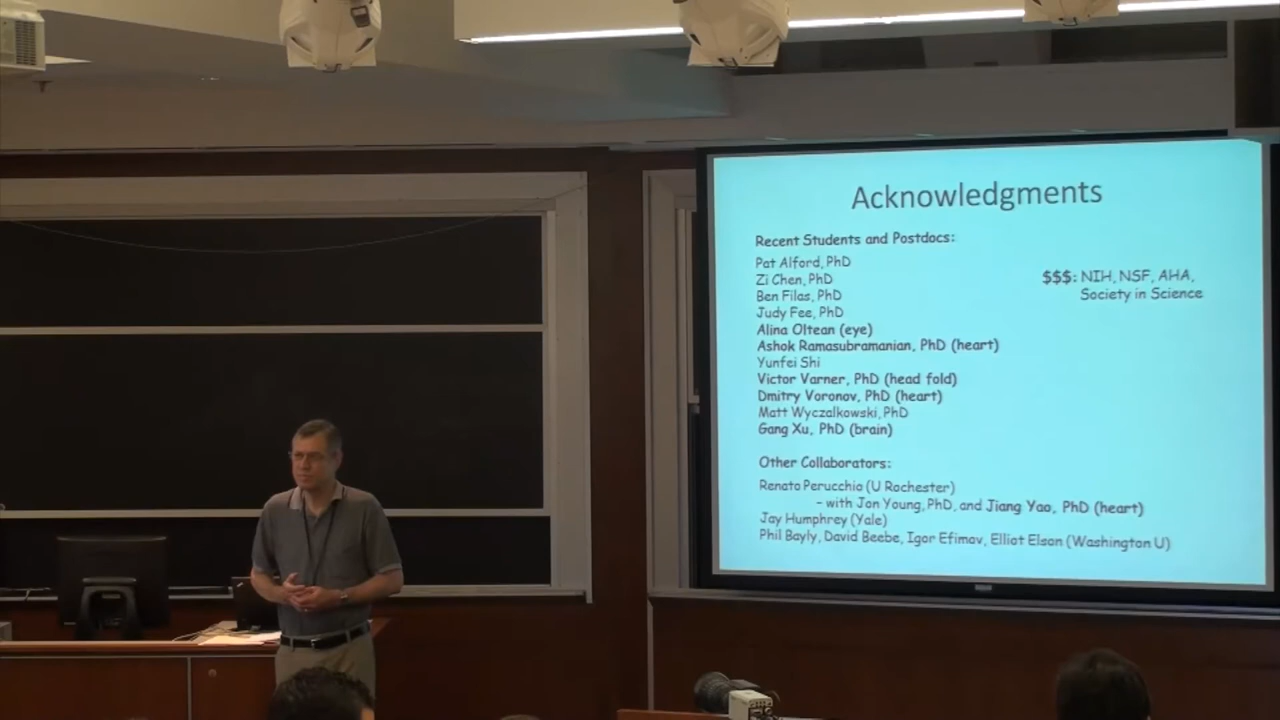 Acknowledgments
Recent Students and Postdocs:
Pat Alford, PhD
Zi Chen, PhD
Ben Filas, PhD
Judy Fee, PhD
Alina Oltean (eye)
Ashok Ramasubramanian, PhD (heart)
Yunfei Shi
Victor Varner, PhD (head fold)
Dmitry Voronov, PhD (heart)
Matt Wyczalkowski, PhD
Gang Xu, PhD (brain)
$$$: NIH, NSF, AHA,
Society in Science
Other Collaborators:
Renato Perucchio (U Rochester)
– with Jon Young, PhD, and Jiang Yao, PhD (heart)
Jay Humphrey (Yale)
Phil Bayly, David Beebe, Igor Efimov, Elliot Elson (Washington U)